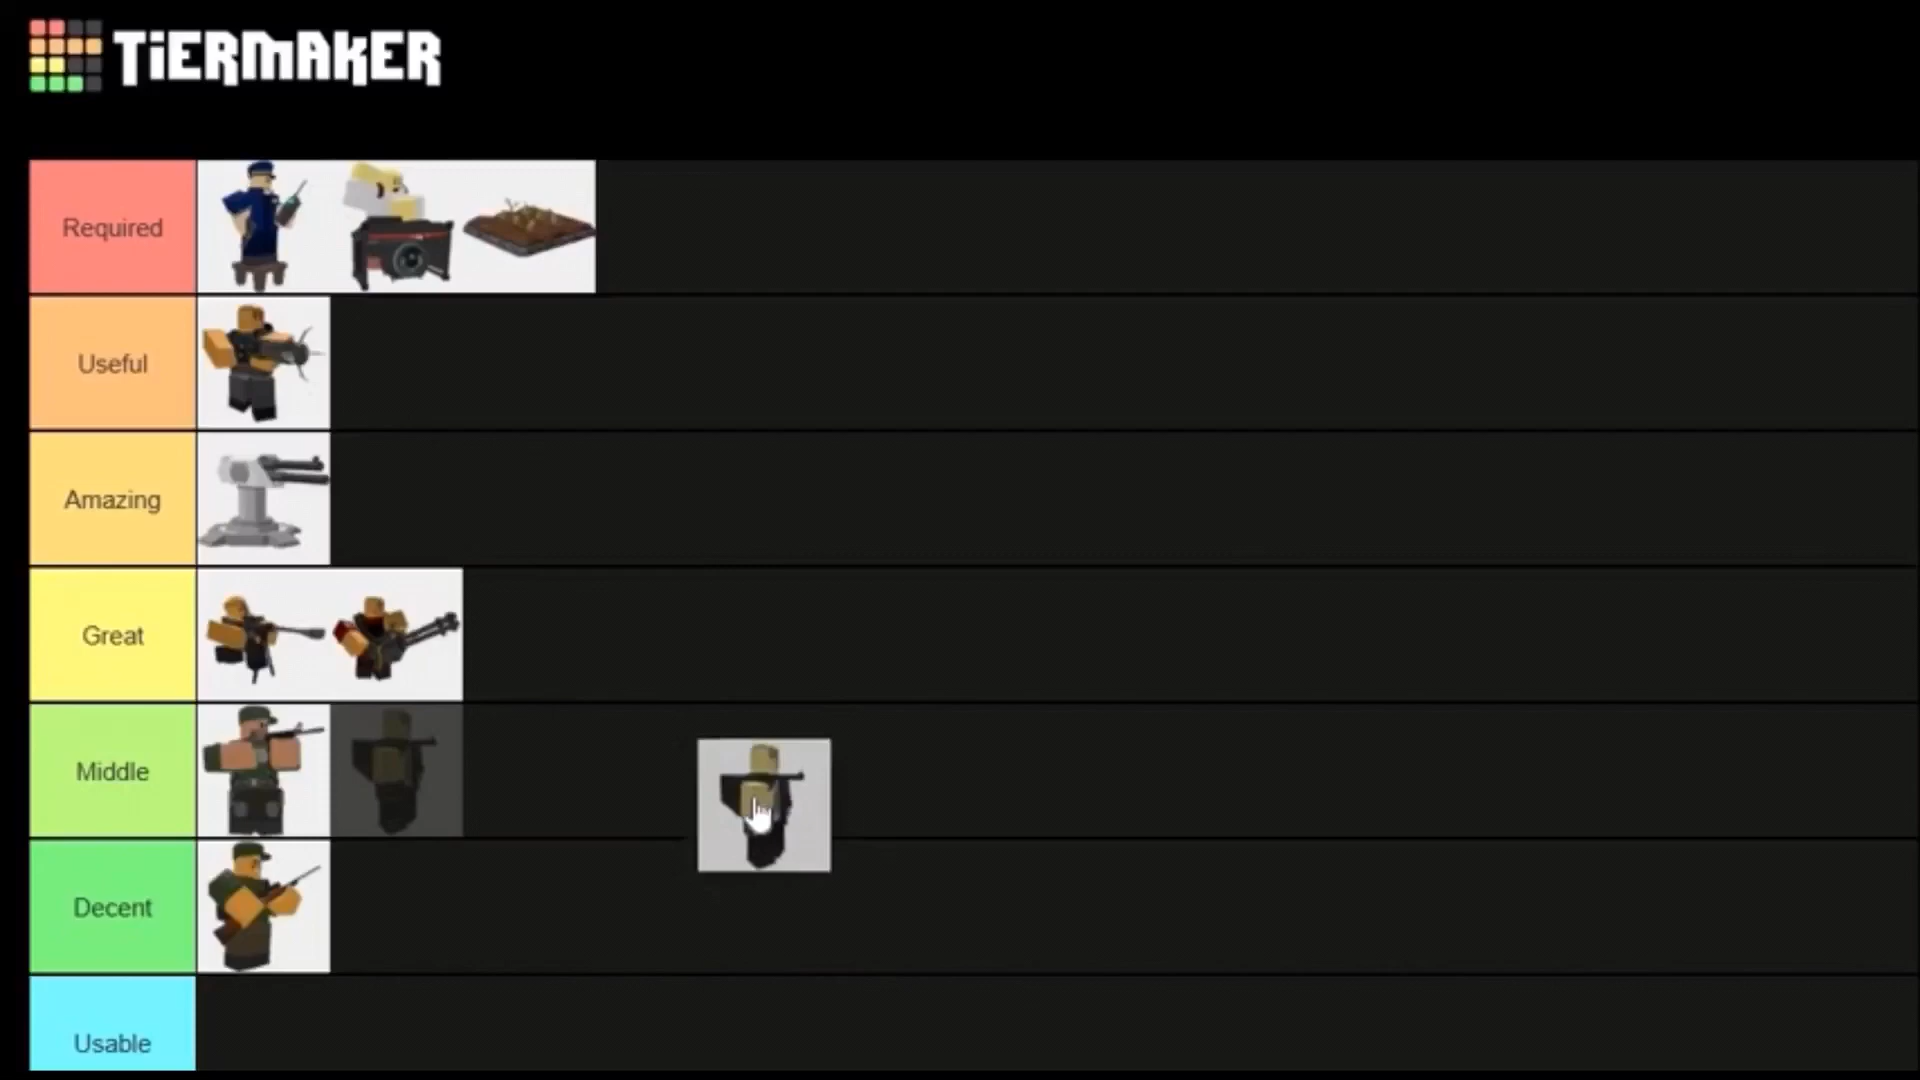 TiERMAKER
Required
Useful
Amazing
Great
Middle
Decent
Usable